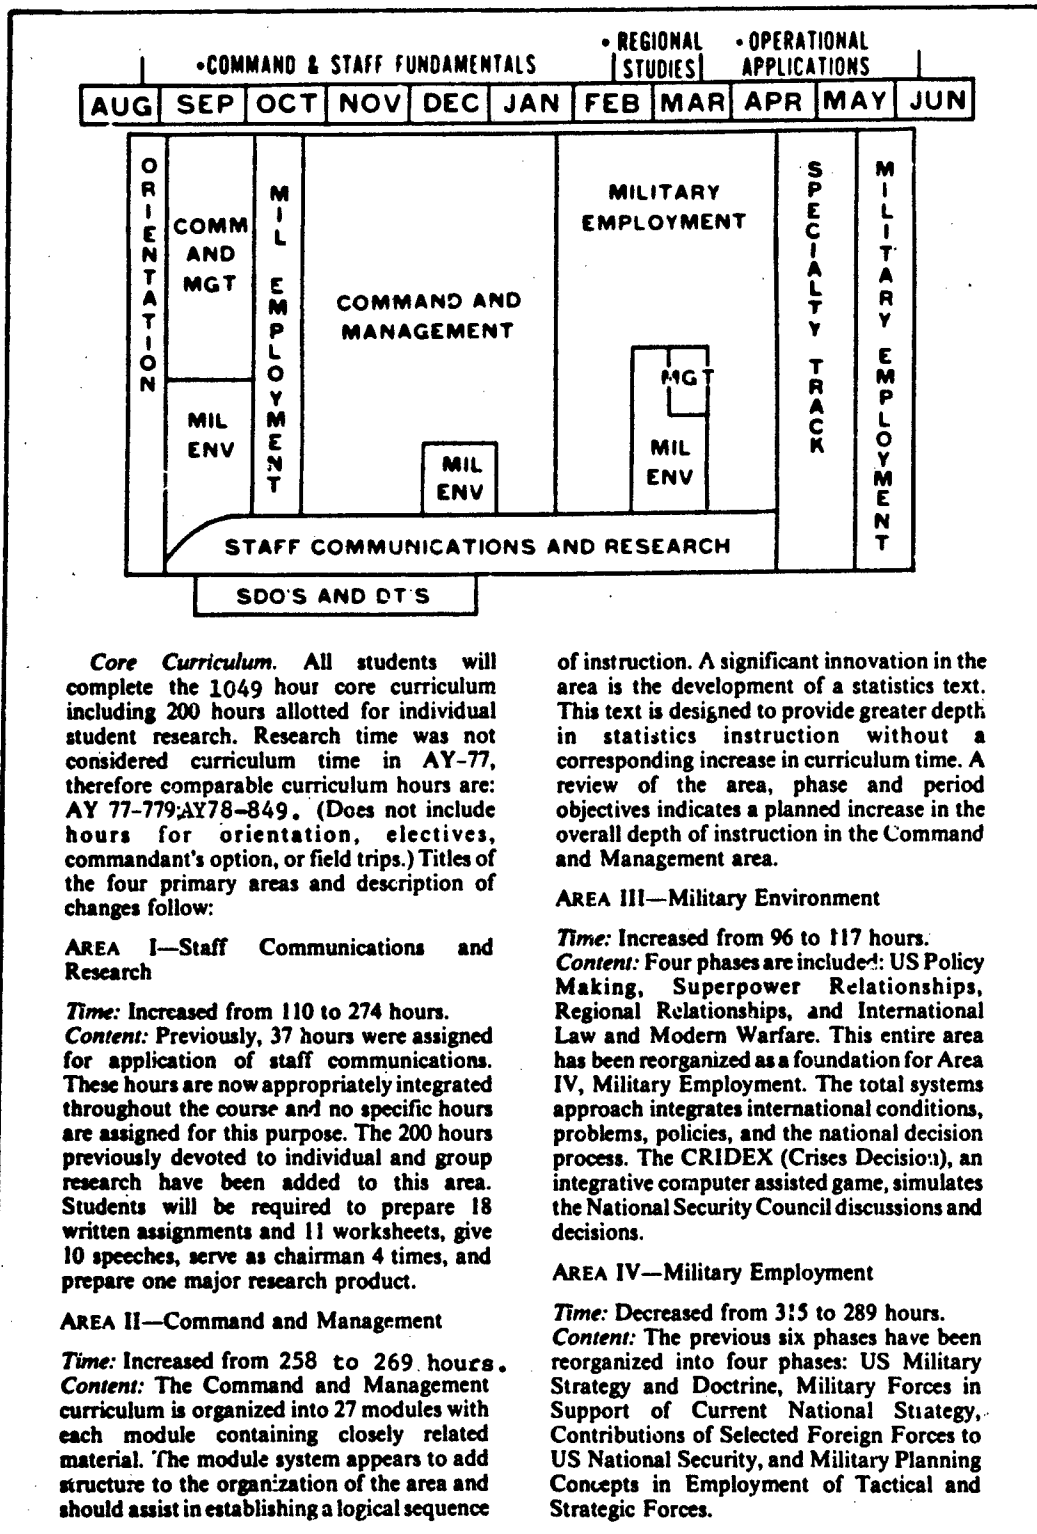 • REGIONAL
STUDIES
• OPERATIONAL
APPLICATIONS
•COMMAND & STAFF FUNDAMENTALS
AUG SEP OCT NOV DEC JAN FEB MAR APR MAY JUN
ORIENTATION
COMM
AND
MGT
MIL
ENV
MIL EMPLOYMENT
COMMAND AND
MANAGEMENT
MIL
ENV
MILITARY
EMPLOYMENT
MGT
MIL
ENV
SPECIALTY TRACK
MILITARY EMPLOYMENT
STAFF COMMUNICATIONS AND RESEARCH
SDO'S AND DT'S
Core Curriculum. All students will
complete the 1049 hour core curriculum
including 200 hours allotted for individual
student research. Research time was not
considered curriculum time in AY-77,
therefore comparable curriculum hours are:
AY 77-779;AY78-849. (Does not include
hours for orientation, electives,
commandant's option, or field trips.) Titles of
the four primary areas and description of
changes follow:
AREA I—Staff Communications and
Research
Time: Increased from 110 to 274 hours.
Content: Previously, 37 hours were assigned
for application of staff communications.
These hours are now appropriately integrated
throughout the course and no specific hours
are assigned for this purpose. The 200 hours
previously devoted to individual and group
research have been added to this area.
Students will be required to prepare 18
written assignments and 11 worksheets, give
10 speeches, serve as chairman 4 times, and
prepare one major research product.
AREA II—Command and Management
Time: Increased from 258 to 269 hours.
Content: The Command and Management
curriculum is organized into 27 modules with
each module containing closely related
material. The module system appears to add
structure to the organization of the area and
should assist in establishing a logical sequence
of instruction. A significant innovation in the
area is the development of a statistics text.
This text is designed to provide greater depth
in statistics instruction without a
corresponding increase in curriculum time. A
review of the area, phase and period
objectives indicates a planned increase in the
overall depth of instruction in the Command
and Management area.
AREA III—Military Environment
Time: Increased from 96 to 117 hours.
Content: Four phases are included: US Policy
Making, Superpower Relationships,
Regional Relationships, and International
Law and Modern Warfare. This entire area
has been reorganized as a foundation for Area
IV, Military Employment. The total systems
approach integrates international conditions,
problems, policies, and the national decision
process. The CRIDEX (Crises Decision), an
integrative computer assisted game, simulates
the National Security Council discussions and
decisions.
AREA IV—Military Employment
Time: Decreased from 315 to 289 hours.
Content: The previous six phases have been
reorganized into four phases: US Military
Strategy and Doctrine, Military Forces in
Support of Current National Strategy,
Contributions of Selected Foreign Forces to
US National Security, and Military Planning
Concepts in Employment of Tactical and
Strategic Forces.